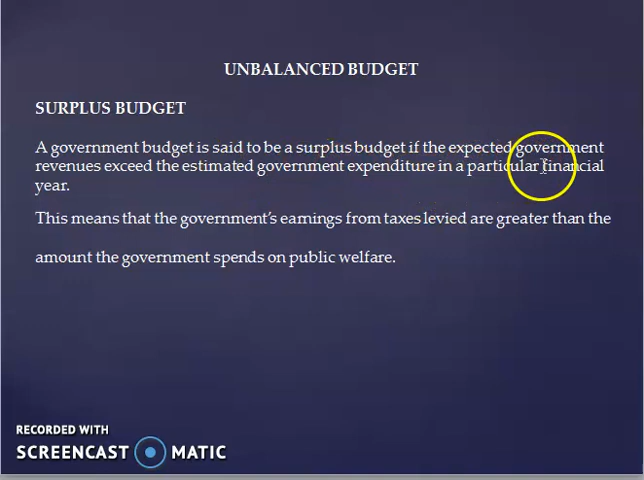 UNBALANCED BUDGET
SURPLUS BUDGET
A government budget is said to be a surplus budget if the expected government
revenues exceed the estimated government expenditure in a particular financial
year.
This means that the government's earnings from taxes levied are greater than the
amount the government spends on public welfare.
RECORDED WITH
SCREENCAST MATIC